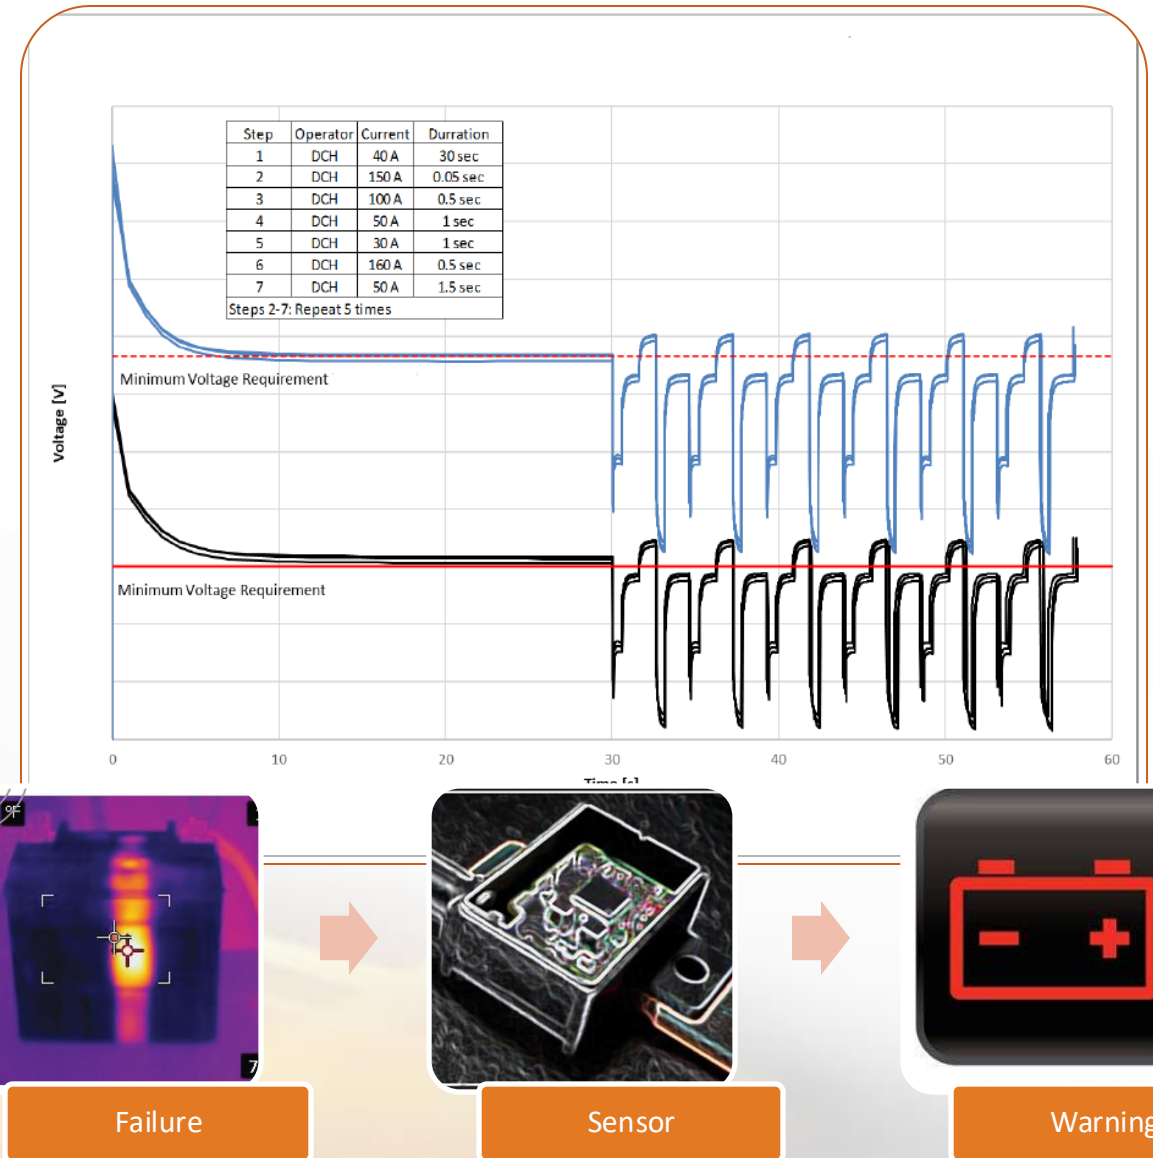 Step Operator Current Durration
1 DCH 40 A 30 sec
2 DCH 150 A 0.05 sec
3 DCH 100 A 0.5 sec
4 DCH 50 A 1 sec
5 DCH 30 A 1 sec
6 DCH 160 A 0.5 sec
7 DCH 50 A 1.5 sec
Steps 2-7: Repeat 5 times
Minimum Voltage Requirement
Voltage [V]
Minimum Voltage Requirement
0 10 20 30 40 50 60
Time [s]
°F
7
Failure
Sensor
Warning